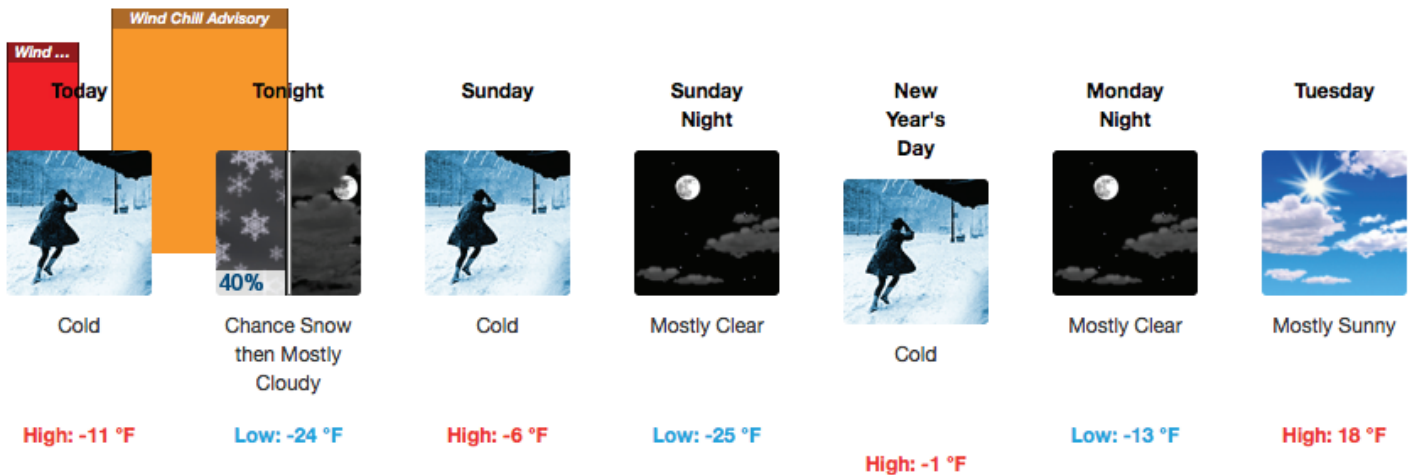 Wind Chill Advisory
Wind ...
Today
Tonight
Sunday
Sunday
Night
New
Year's
Day
Monday
Night
Tuesday
40%
Cold
Chance Snow
then Mostly
Cloudy
Cold
Mostly Clear
Cold
Mostly Clear
Mostly Sunny
High: -11 °F
Low: -24 °F
High: -6 °F
Low: -25 °F
High: -1 °F
Low: -13 °F
High: 18 °F